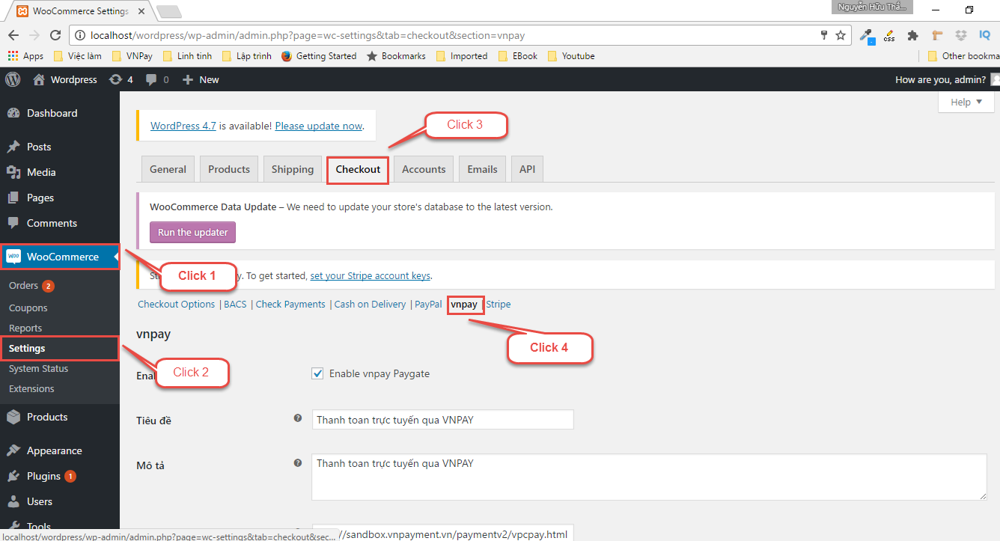 WooCommerce Settings
Nguyễn Hữu Thắ...
localhost/wordpress/wp-admin/admin.php?page=wc-settings&tab=checkout&section=vnpay
css
IQ
Apps Việc làm VNPay Linh tinh Lập trình Getting Started Bookmarks Imported EBook Youtube Other bookma
Wordpress 4 0 New How are you, admin?
Help
Dashboard
Posts
Media
Pages
Comments
WooCommerce
Orders 2
Coupons
Reports
Settings
System Status
Extensions
Products
Appearance
Plugins 1
Users
Tools
WordPress 4.7 is available! Please update now.
Click 3
General Products Shipping Checkout Accounts Emails API
WooCommerce Data Update – We need to update your store's database to the latest version.
Run the updater
Click 1
y. To get started, set your Stripe account keys.
Checkout Options | BACS | Check Payments | Cash on Delivery | PayPal vnpay | Stripe
vnpay
Click 4
Click 2
Enable vnpay Paygate
Tiêu đề
Thanh toan trực tuyến qua VNPAY
Mô tả
Thanh toan trực tuyến qua VNPAY
//sandbox.vnpayment.vn/paymentv2/vpcpay.html
localhost/wordpress/wp-admin/admin.php?page=wc-settings&tab=checkout&sec...